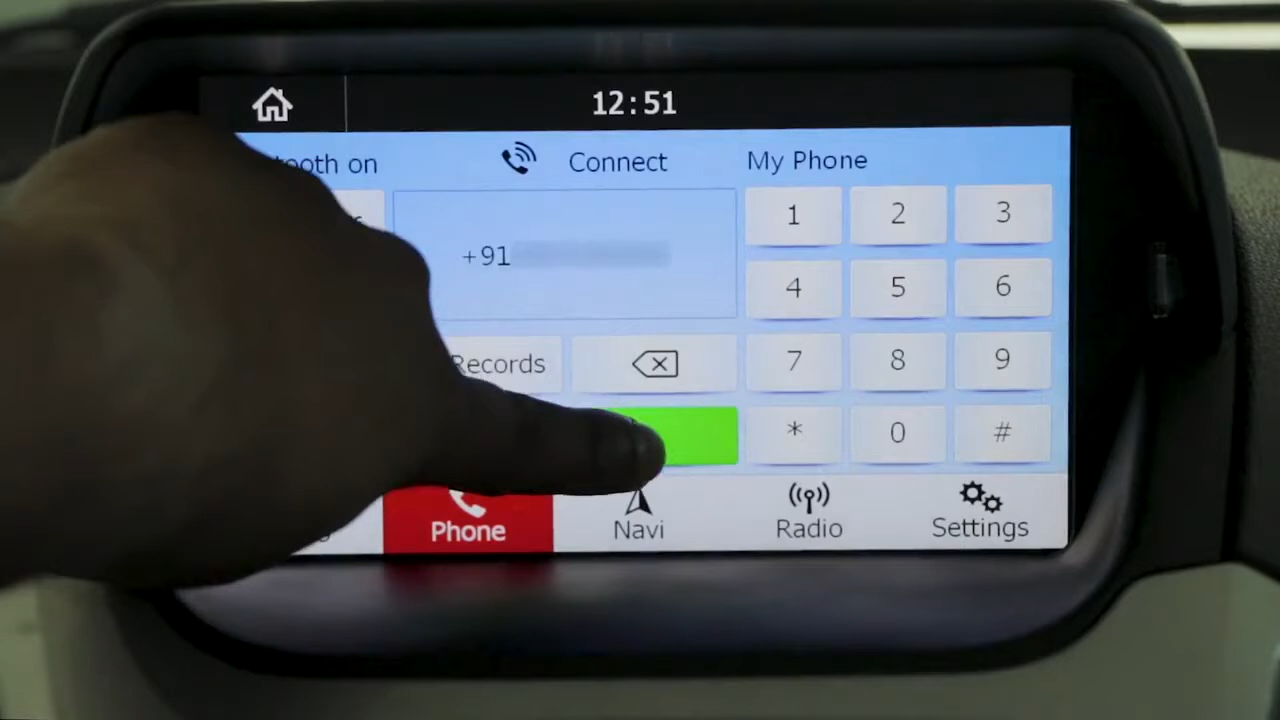 12:51
on
Connect
My Phone
1 2 3
+91
4 5 6
Records
7 8 9
* 0 #
Phone
Navi
Radio
Settings